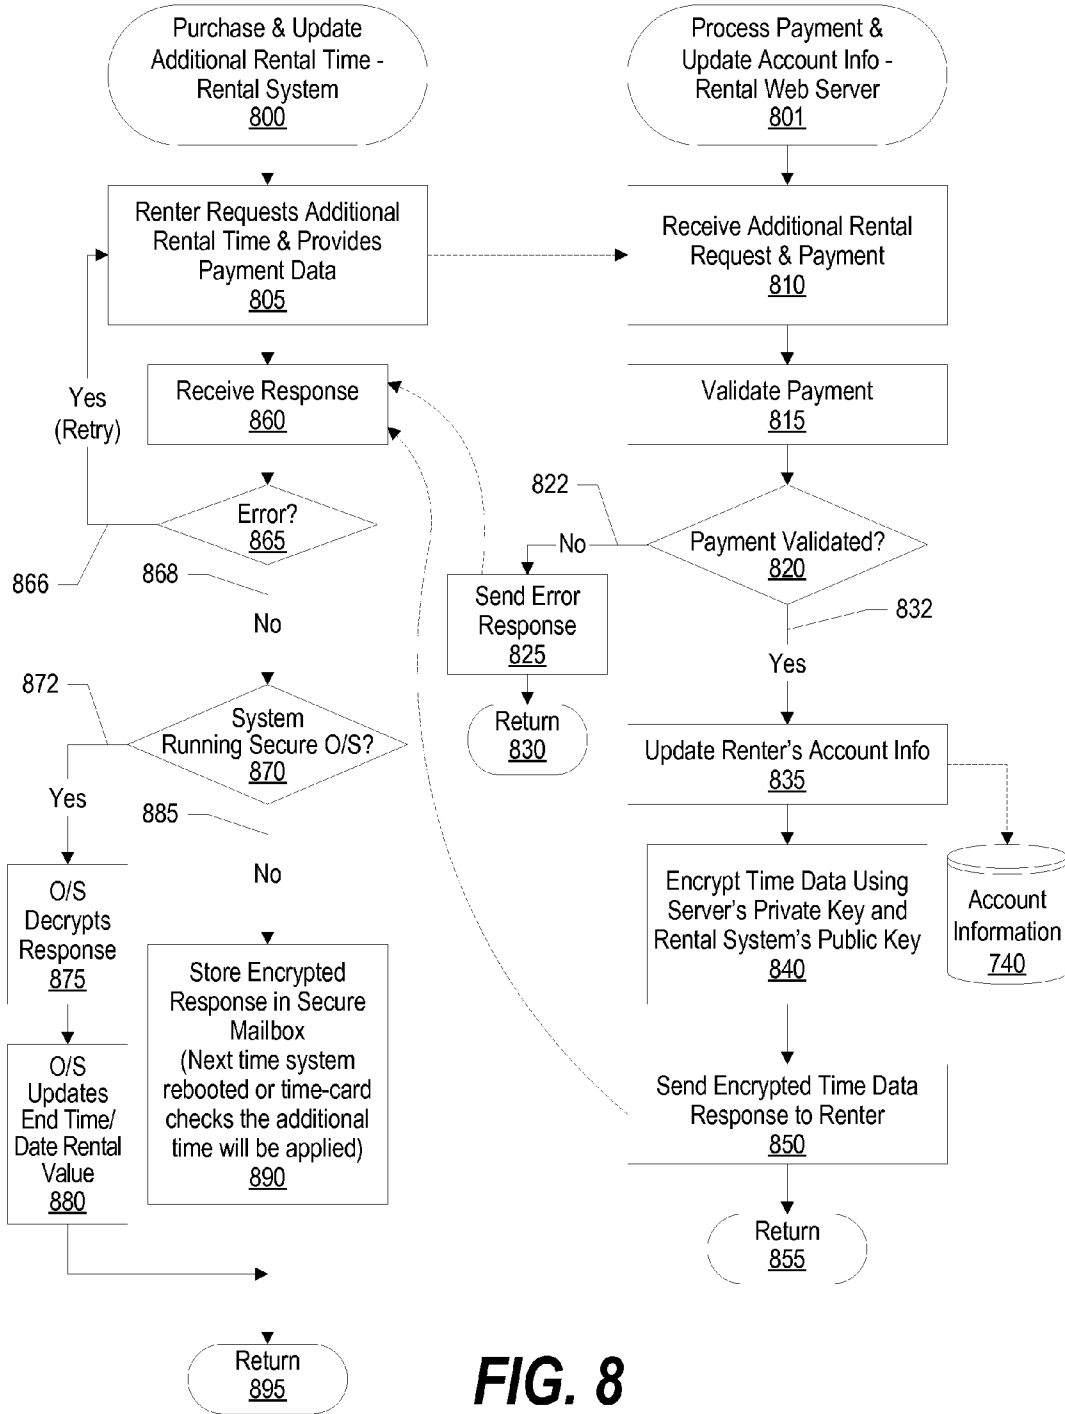 Purchase & Update
Additional Rental Time -
Rental System
800
Process Payment &
Update Account Info -
Rental Web Server
801
Renter Requests Additional
Rental Time & Provides
Payment Data
805
Receive Additional Rental
Request & Payment
810
Yes
(Retry)
Receive Response
860
Validate Payment
815
822
Error?
865
866
868
No
No
Payment Validated?
820
832
Yes
Send Error
Response
825
Return
830
872
System
Running Secure O/S?
870
Yes
885
No
Update Renter's Account Info
835
Encrypt Time Data Using
Server's Private Key and
Rental System's Public Key
840
Account
Information
740
O/S
Decrypts
Response
875
O/S
Updates
End Time/
Date Rental
Value
880
Store Encrypted
Response in Secure
Mailbox
(Next time system
rebooted or time-card
checks the additional
time will be applied)
890
Send Encrypted Time Data
Response to Renter
850
Return
855
Return
895
FIG. 8